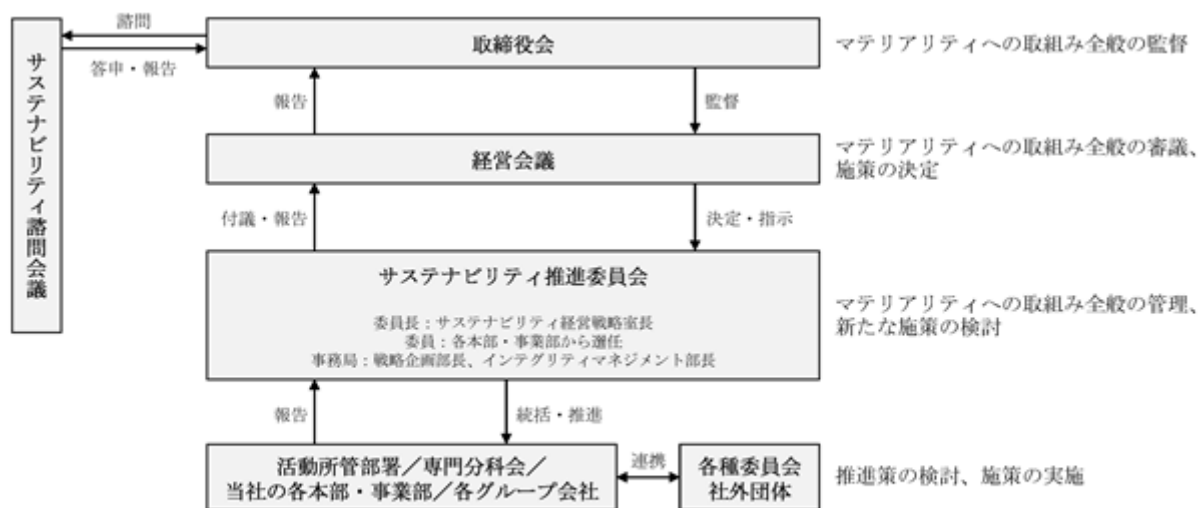 諮問
答申・報告
サステナビリティ諮問会議
取締役会
マテリアリティへの取組み全般の監督
報告
監督
経営会議
マテリアリティへの取組み全般の審議、
施策の決定
付議・報告
決定・指示
サステナビリティ推進委員会
委員長：サステナビリティ経営戦略室長
委員：各本部・事業部から選任
事務局：戦略企画部長、インテグリティマネジメント部長
マテリアリティへの取組み全般の管理、
新たな施策の検討
報告
統括・推進
活動所管部署／専門分科会／
当社の各本部・事業部／各グループ会社
連携
各種委員会
社外団体
推進策の検討、施策の実施